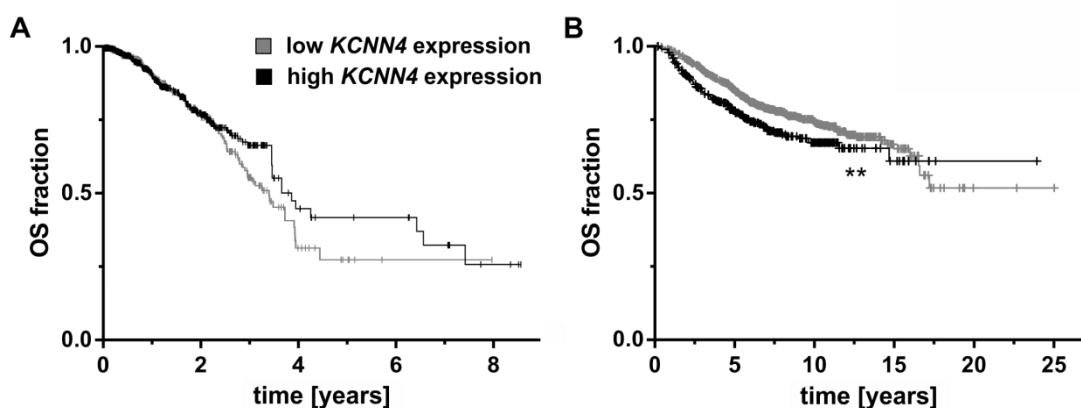 A
low KCNN4 expression
high KCNN4 expression
OS fraction
1.0
0.5
0.0
0 2 4 6 8
time [years]
B
OS fraction
1.0
0.5
0.0
**
0 5 10 15 20 25
time [years]